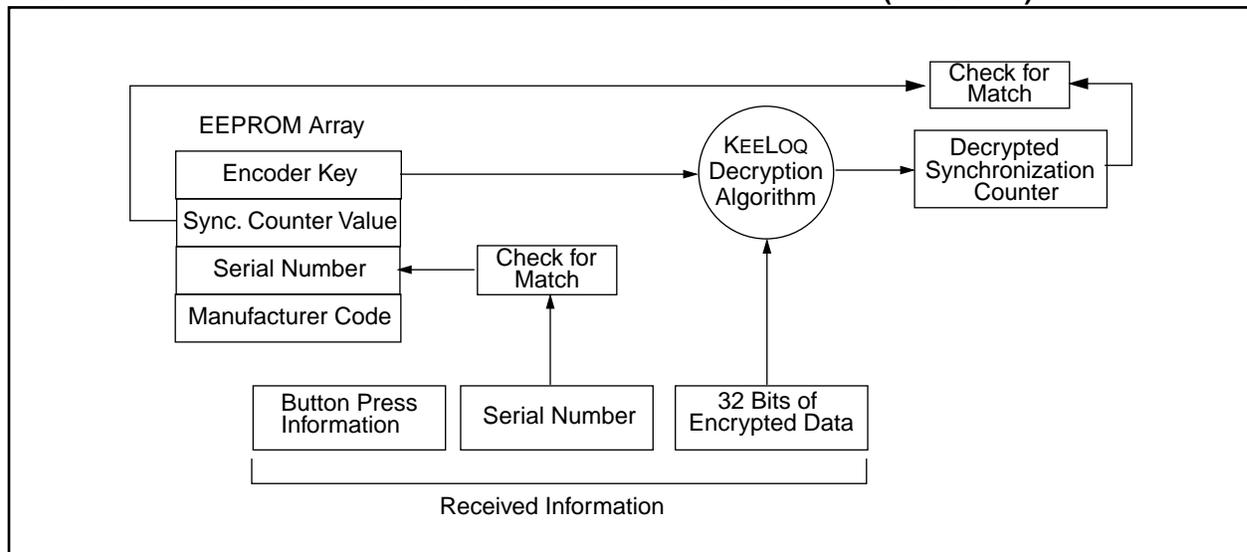 Check for
Match
EEPROM Array
KEELOQ
Decryption
Algorithm
Decrypted
Synchronization
Counter
Encoder Key
Sync. Counter Value
Serial Number
Manufacturer Code
Check for
Match
Button Press
Information
Serial Number
32 Bits of
Encrypted Data
Received Information